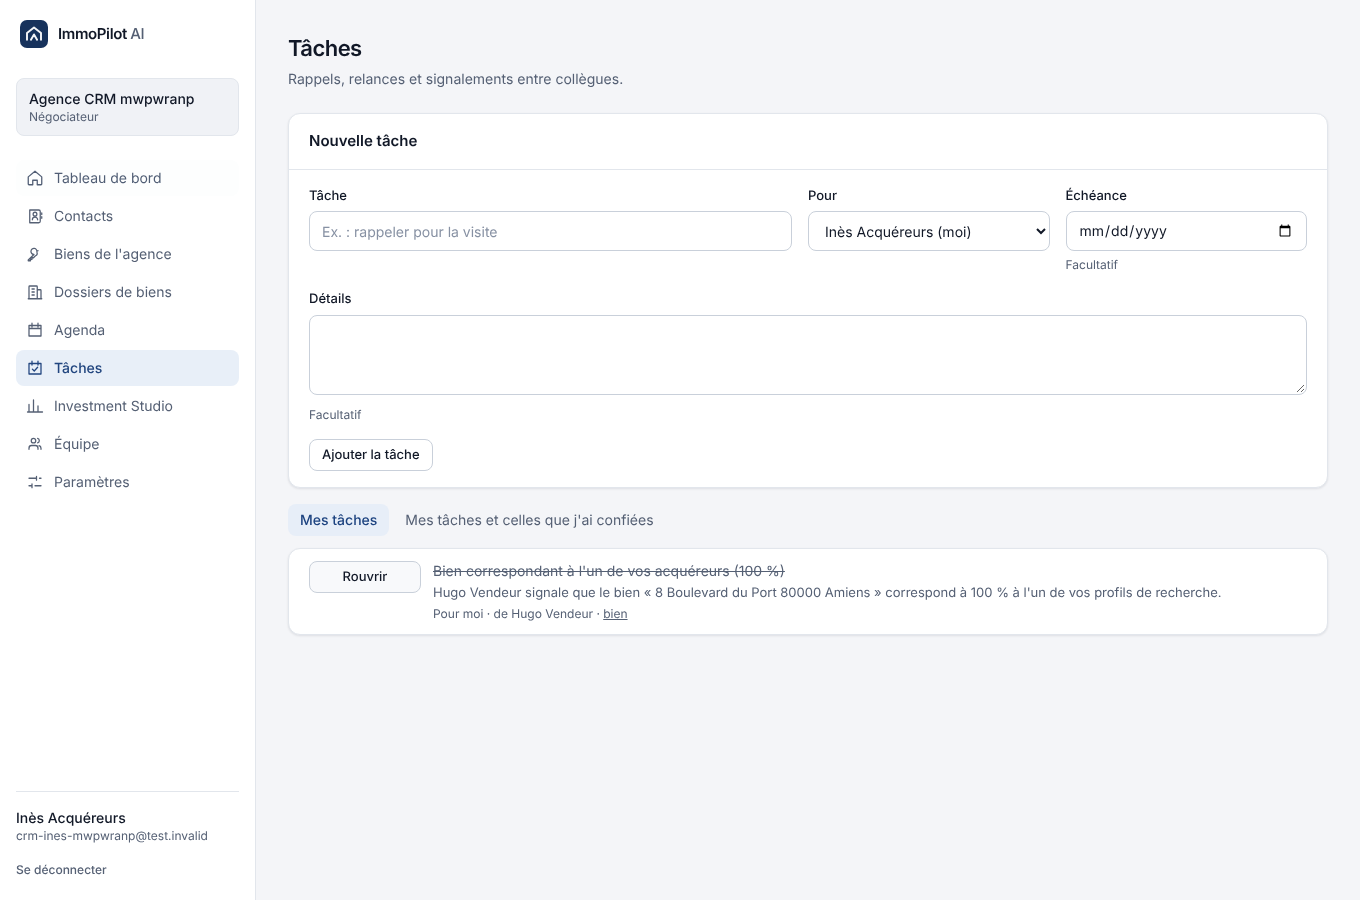 ImmoPilot AI
Agence CRM mwpwranp
Négociateur
Tableau de bord
Contacts
Biens de l'agence
Dossiers de biens
Agenda
Tâches
Investment Studio
Équipe
Paramètres
Inès Acquéreurs
crm-ines-mwpwranp@test.invalid
Se déconnecter
Tâches
Rappels, relances et signalements entre collègues.
Nouvelle tâche
Tâche
Ex. : rappeler pour la visite
Pour
Inès Acquéreurs (moi)
Échéance
mm/dd/yyyy
Facultatif
Détails
Facultatif
Ajouter la tâche
Mes tâches
Mes tâches et celles que j'ai confiées
Rouvrir
Bien correspondant à l'un de vos acquéreurs (100 %)
Hugo Vendeur signale que le bien « 8 Boulevard du Port 80000 Amiens » correspond à 100 % à l'un de vos profils de recherche.
Pour moi · de Hugo Vendeur · bien